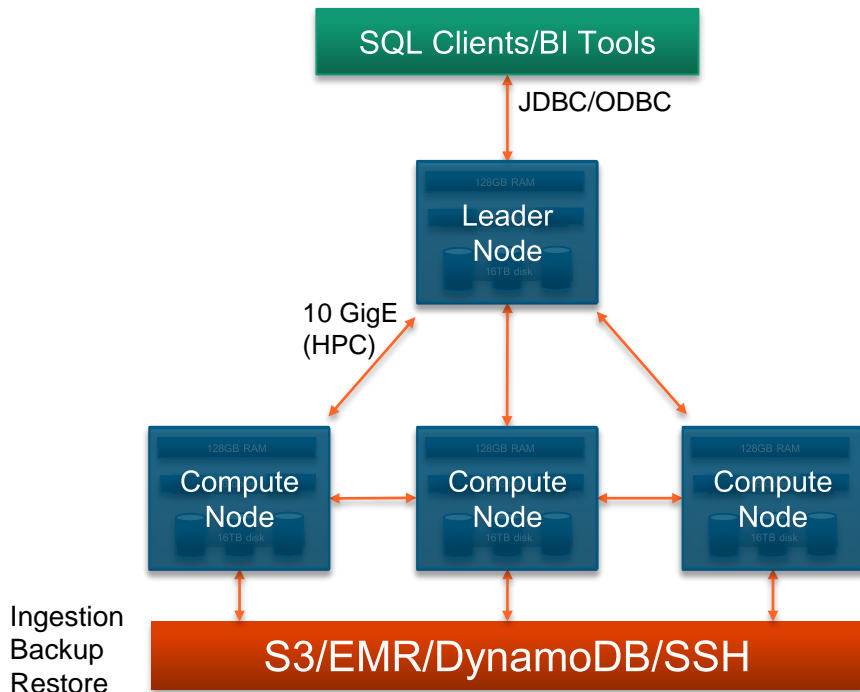 SQL Clients/BI Tools
JDBC/ODBC
128GB RAM
Leader
Node
16TB disk
10 GigE
(HPC)
128GB RAM
Compute
Node
16TB disk
128GB RAM
Compute
Node
16TB disk
128GB RAM
Compute
Node
16TB disk
Ingestion
Backup
Restore
S3/EMR/DynamoDB/SSH